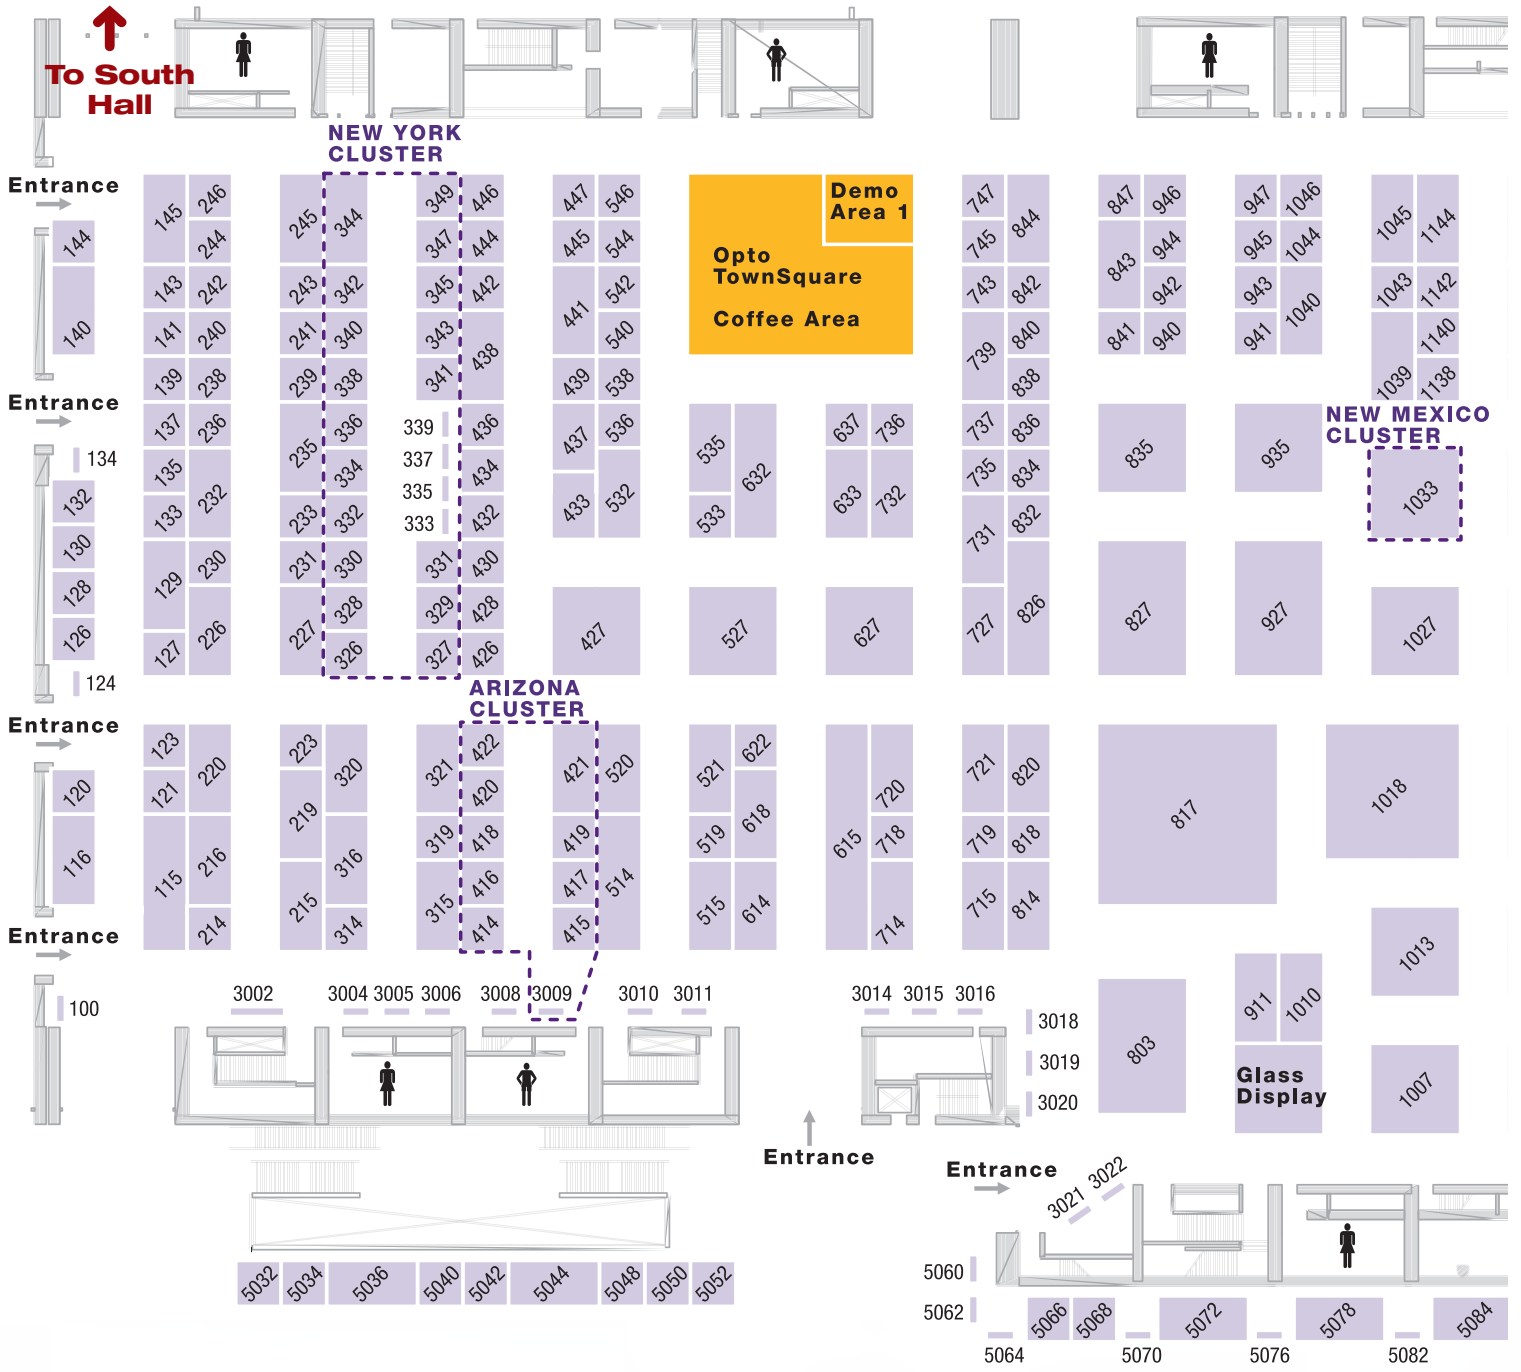 To South
Hall
NEW YORK
CLUSTER
Entrance
145 246 245 344 349 446 447 546 Demo 747 844 847 946 947 1046 1045 1144
Area 1
144 244 347 444 445 544 745 843 944 945 1044
Opto
TownSquare
140 143 242 243 342 345 442 441 542 743 842 942 943 1040 1043 1142
Coffee Area
141 240 241 340 343 438 540 739 840 841 940 941 1039 1140
139 238 239 338 341 439 538 838 1138
Entrance
NEW MEXICO
CLUSTER
137 236 235 336 339 436 437 536 535 632 637 736 737 836 835 935
134 135 232 334 337 434 532 633 732 735 834 1033
132 133 233 332 335 432 433 533 731 832
333
130 129 230 231 330 331 430 827 927
128 226 227 328 329 428 427 527 627 727 826 1027
126 127 326 327 426
124
ARIZONA
CLUSTER
Entrance
123 220 223 320 321 422 421 520 521 622 615 720 721 820 817 1018
120 121 219 420 618
116 115 216 316 319 418 419 514 519 718 719 818
215 315 416 417 515 614 714 715 814
214 314 414 415
Entrance
1013
100 3002 3004 3005 3006 3008 3009 3010 3011 3014 3015 3016 911 1010
3018
3019 803
3020
Glass
Display
1007
Entrance
Entrance
3021 3022
5060
5062
5032 5034 5036 5040 5042 5044 5048 5050 5052
5066 5068 5072 5078 5084
5064 5070 5076 5082